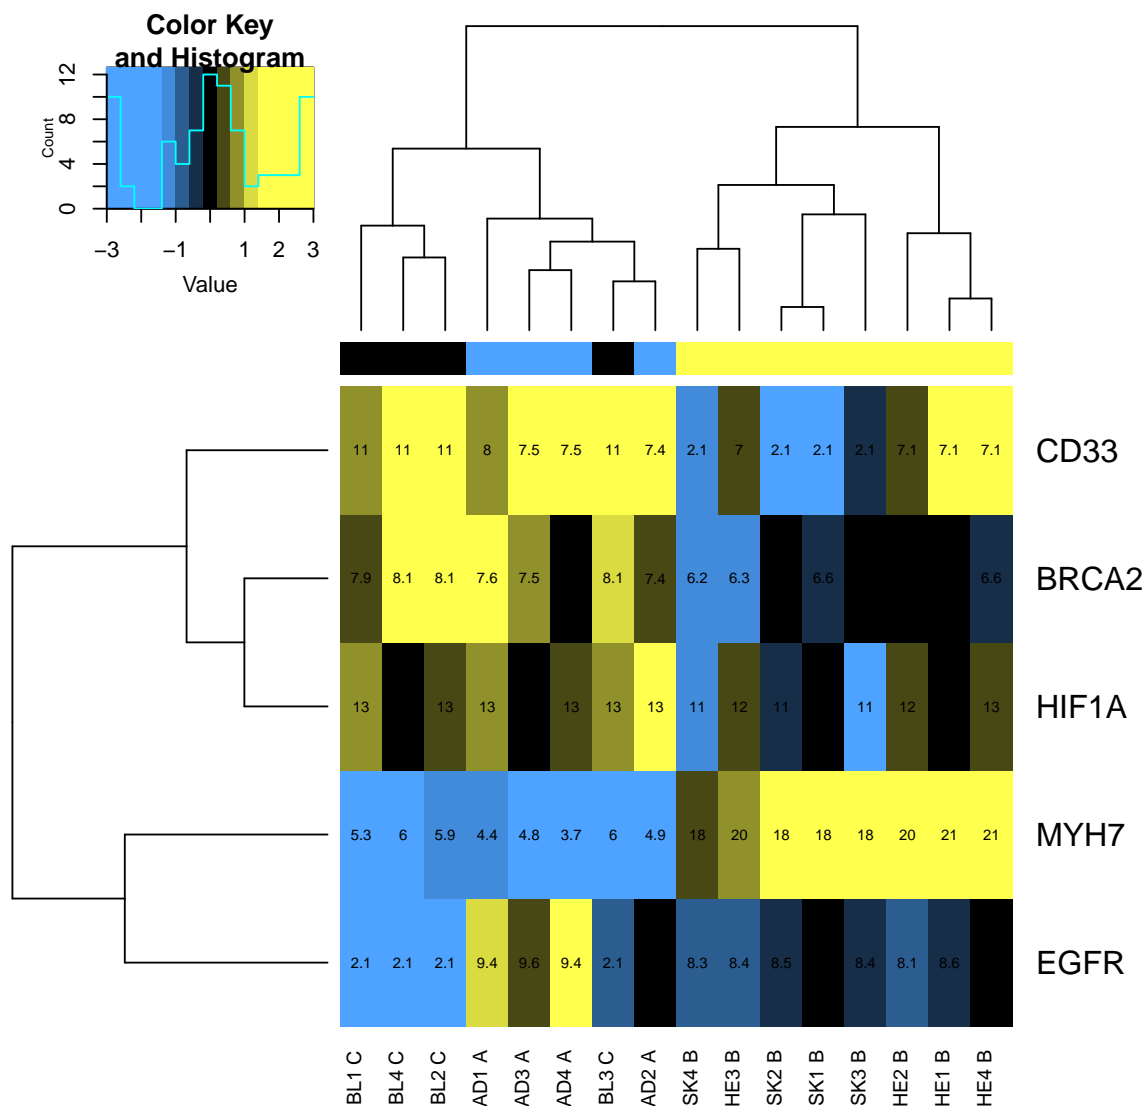 Color Key
and Histogram
Count
0 4 8 12
−3 −1 1 3
Value
11 11 11 8 7.5 7.5 11 7.4 2.1 7 2.1 2.1 2.1 7.1 7.1 7.1 CD33
7.9 8.1 8.1 7.6 7.5 8.1 7.4 6.2 6.3 6.6 6.6 BRCA2
13 13 13 13 13 13 11 12 11 11 12 13 HIF1A
5.3 6 5.9 4.4 4.8 3.7 6 4.9 18 20 18 18 18 20 21 21 MYH7
2.1 2.1 2.1 9.4 9.6 9.4 2.1 8.3 8.4 8.5 8.4 8.1 8.6 EGFR
BL1 C BL4 C BL2 C AD1 A AD3 A AD4 A BL3 C AD2 A SK4 B HE3 B SK2 B SK1 B SK3 B HE2 B HE1 B HE4 B